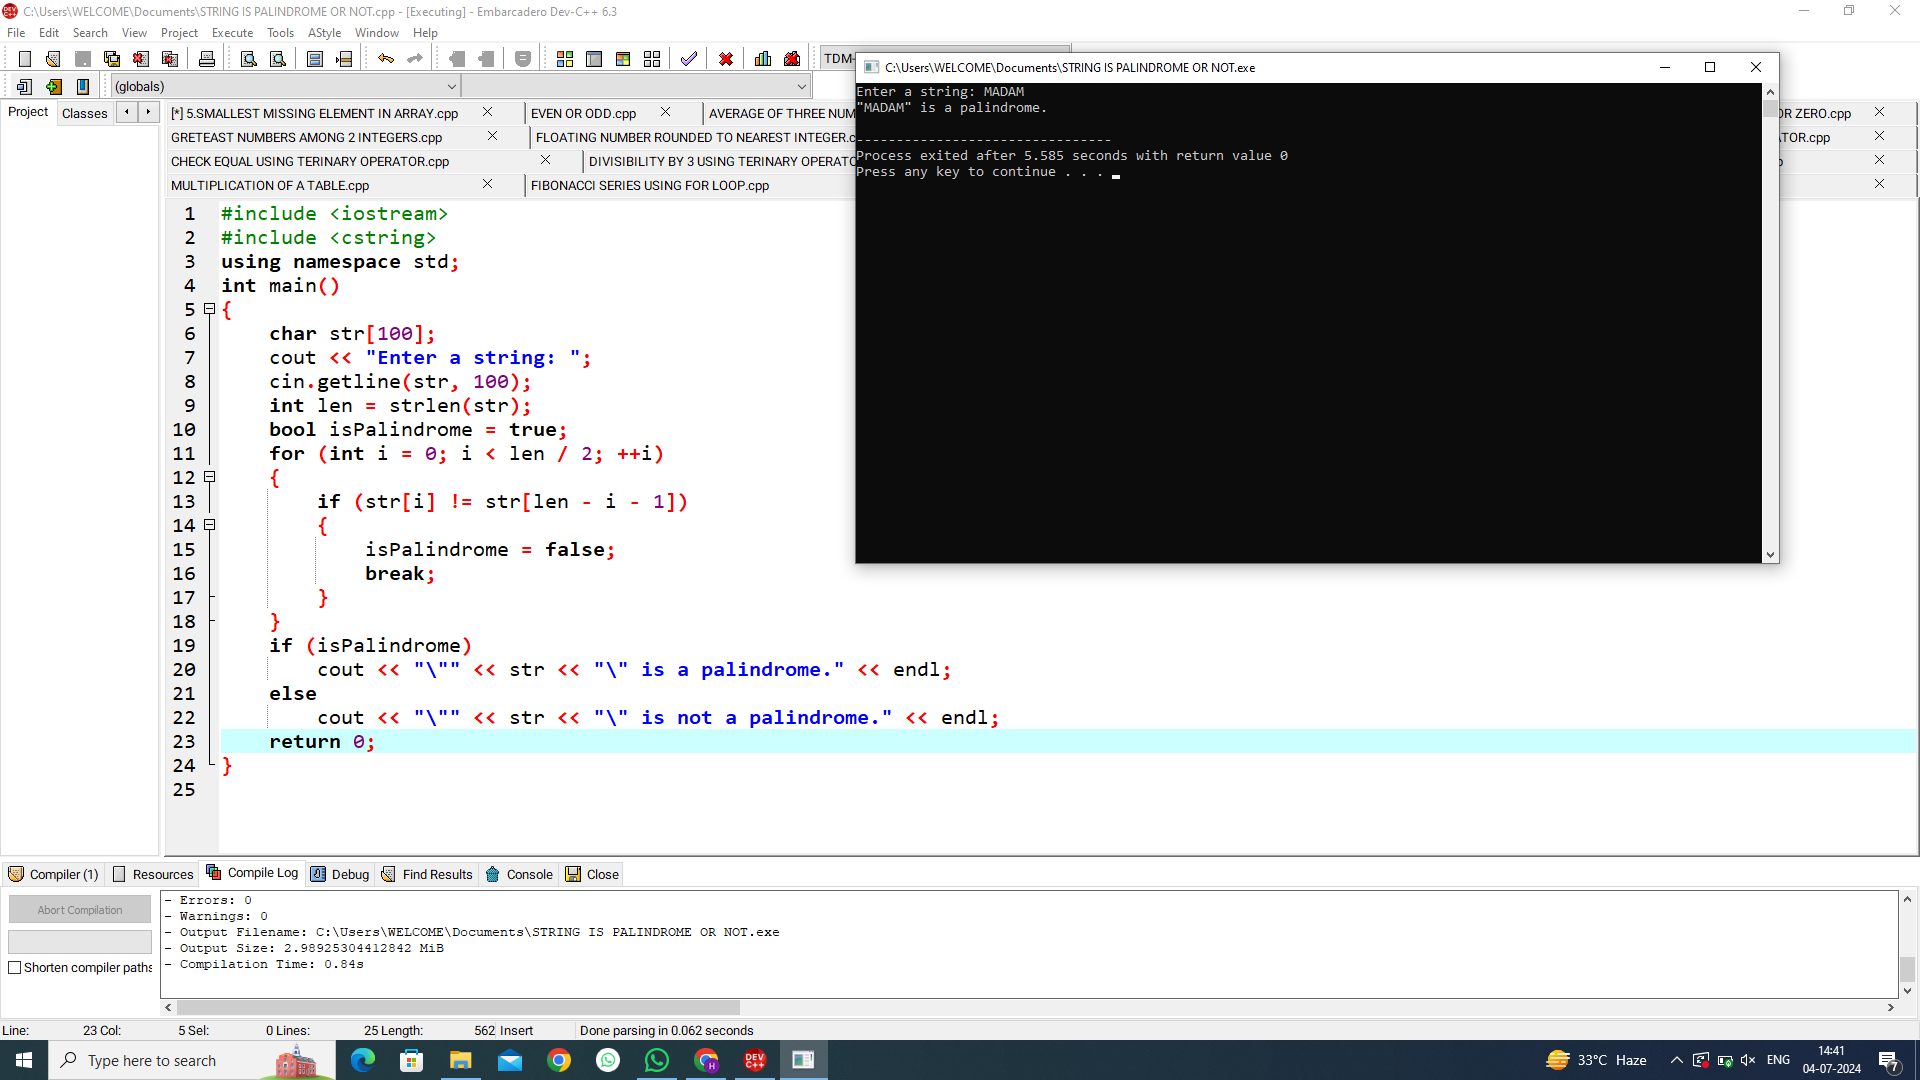 C:\Users\WELCOME\Documents\STRING IS PALINDROME OR NOT.cpp - [Executing] - Embarcadero Dev-C++ 6.3
File Edit Search View Project Execute Tools AStyle Window Help
TDM-
(globals)
C:\Users\WELCOME\Documents\STRING IS PALINDROME OR NOT.exe
Enter a string: MADAM
"MADAM" is a palindrome.
--------------------------------
Process exited after 5.585 seconds with return value 0
Press any key to continue . . .
Project Classes
[*] 5.SMALLEST MISSING ELEMENT IN ARRAY.cpp EVEN OR ODD.cpp AVERAGE OF THREE NUM OR ZERO.cpp
GRETEAST NUMBERS AMONG 2 INTEGERS.cpp FLOATING NUMBER ROUNDED TO NEAREST INTEGER.c TOR.cpp
CHECK EQUAL USING TERINARY OPERATOR.cpp DIVISIBILITY BY 3 USING TERINARY OPERATO
MULTIPLICATION OF A TABLE.cpp FIBONACCI SERIES USING FOR LOOP.cpp
1 #include <iostream>
2 #include <cstring>
3 using namespace std;
4 int main()
5 {
6 char str[100];
7 cout << "Enter a string: ";
8 cin.getline(str, 100);
9 int len = strlen(str);
10 bool isPalindrome = true;
11 for (int i = 0; i < len / 2; ++i)
12 {
13 if (str[i] != str[len - i - 1])
14 {
15 isPalindrome = false;
16 break;
17 }
18 }
19 if (isPalindrome)
20 cout << "\"" << str << "\" is a palindrome." << endl;
21 else
22 cout << "\"" << str << "\" is not a palindrome." << endl;
23 return 0;
24 }
25
Compiler (1) Resources Compile Log Debug Find Results Console Close
Abort Compilation
Shorten compiler paths
- Errors: 0
- Warnings: 0
- Output Filename: C:\Users\WELCOME\Documents\STRING IS PALINDROME OR NOT.exe
- Output Size: 2.98925304412842 MiB
- Compilation Time: 0.84s
Line: 23 Col: 5 Sel: 0 Lines: 25 Length: 562 Insert Done parsing in 0.062 seconds
Type here to search
DEV C++
33°C Haze
ENG
14:41
04-07-2024
7